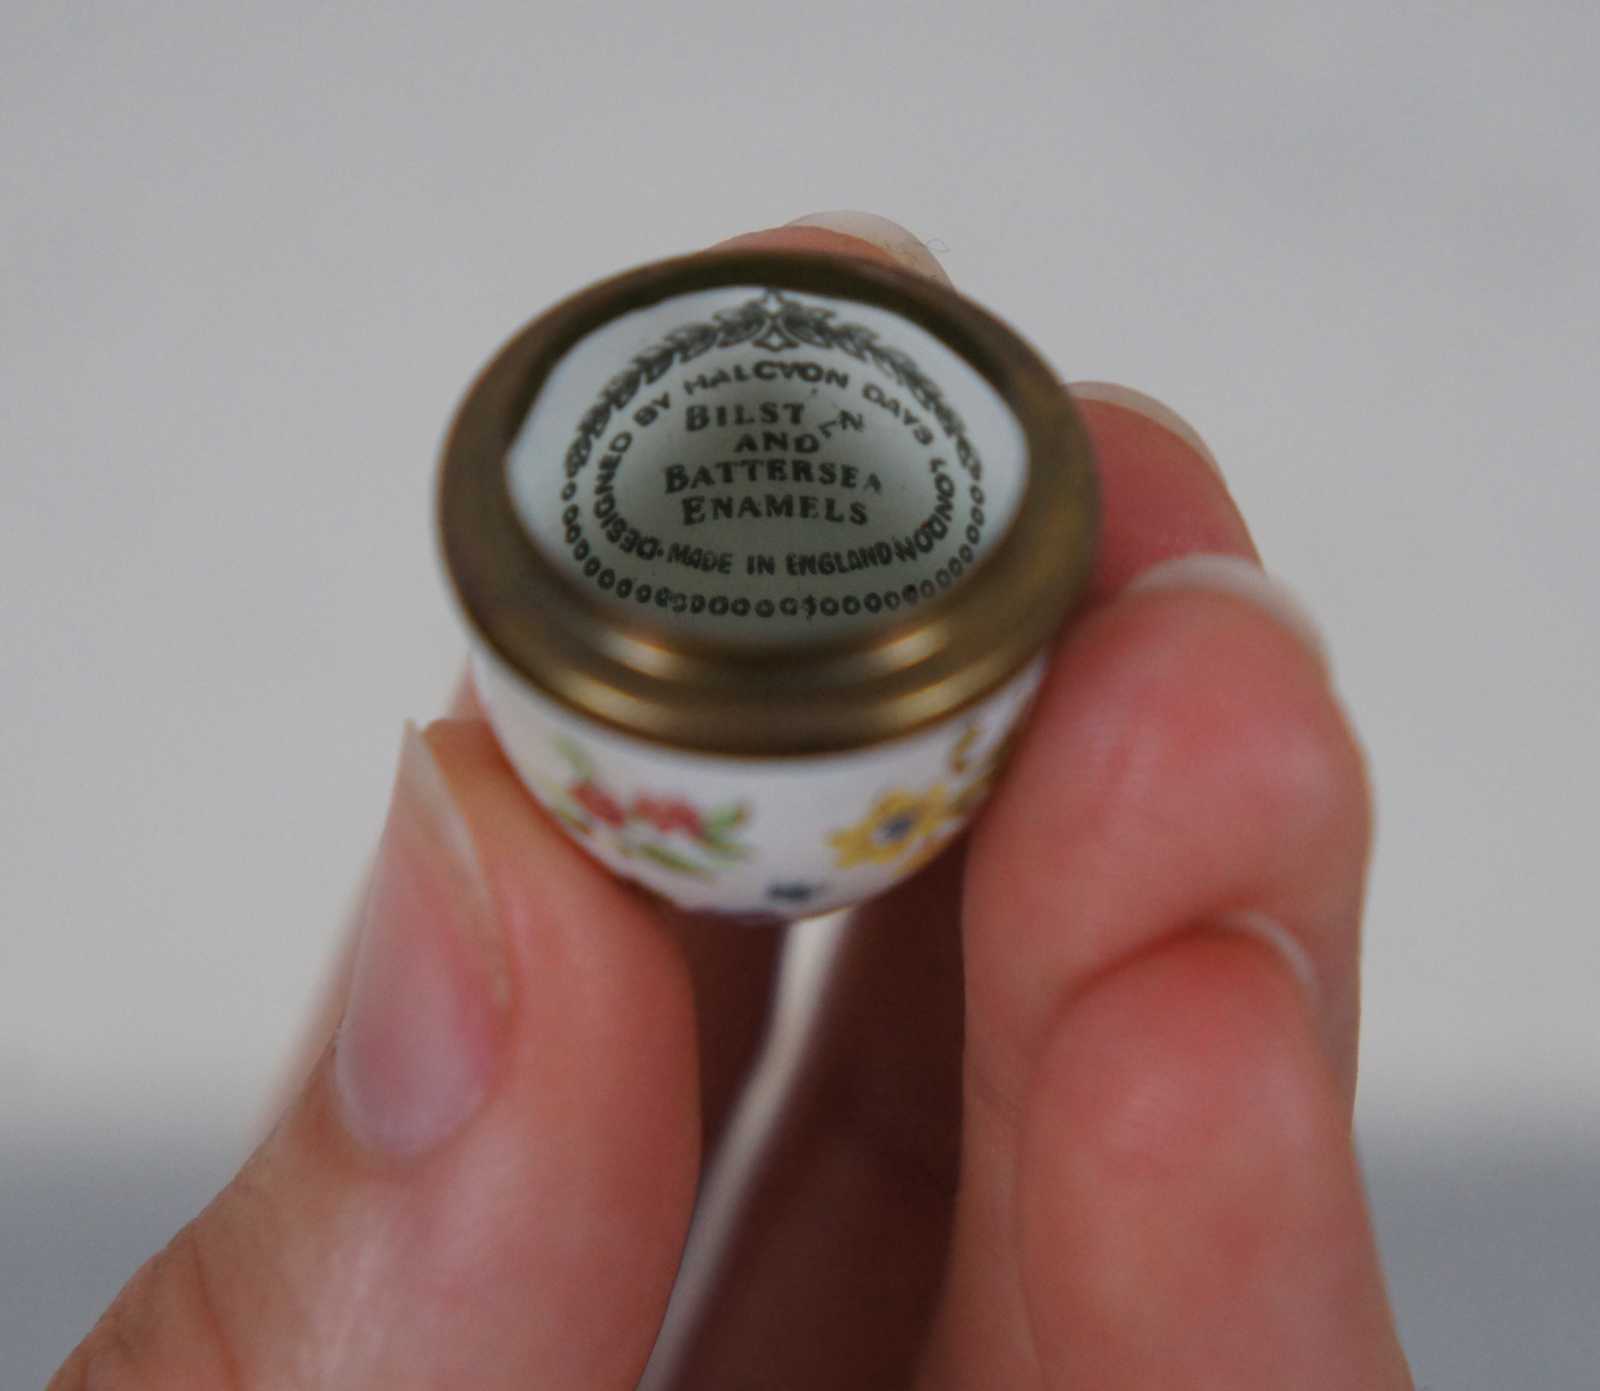 DESIGNED BY HALCYON DAYS LONDON
BILST N
AND
BATTERSEA
ENAMELS
• MADE IN ENGLAND •